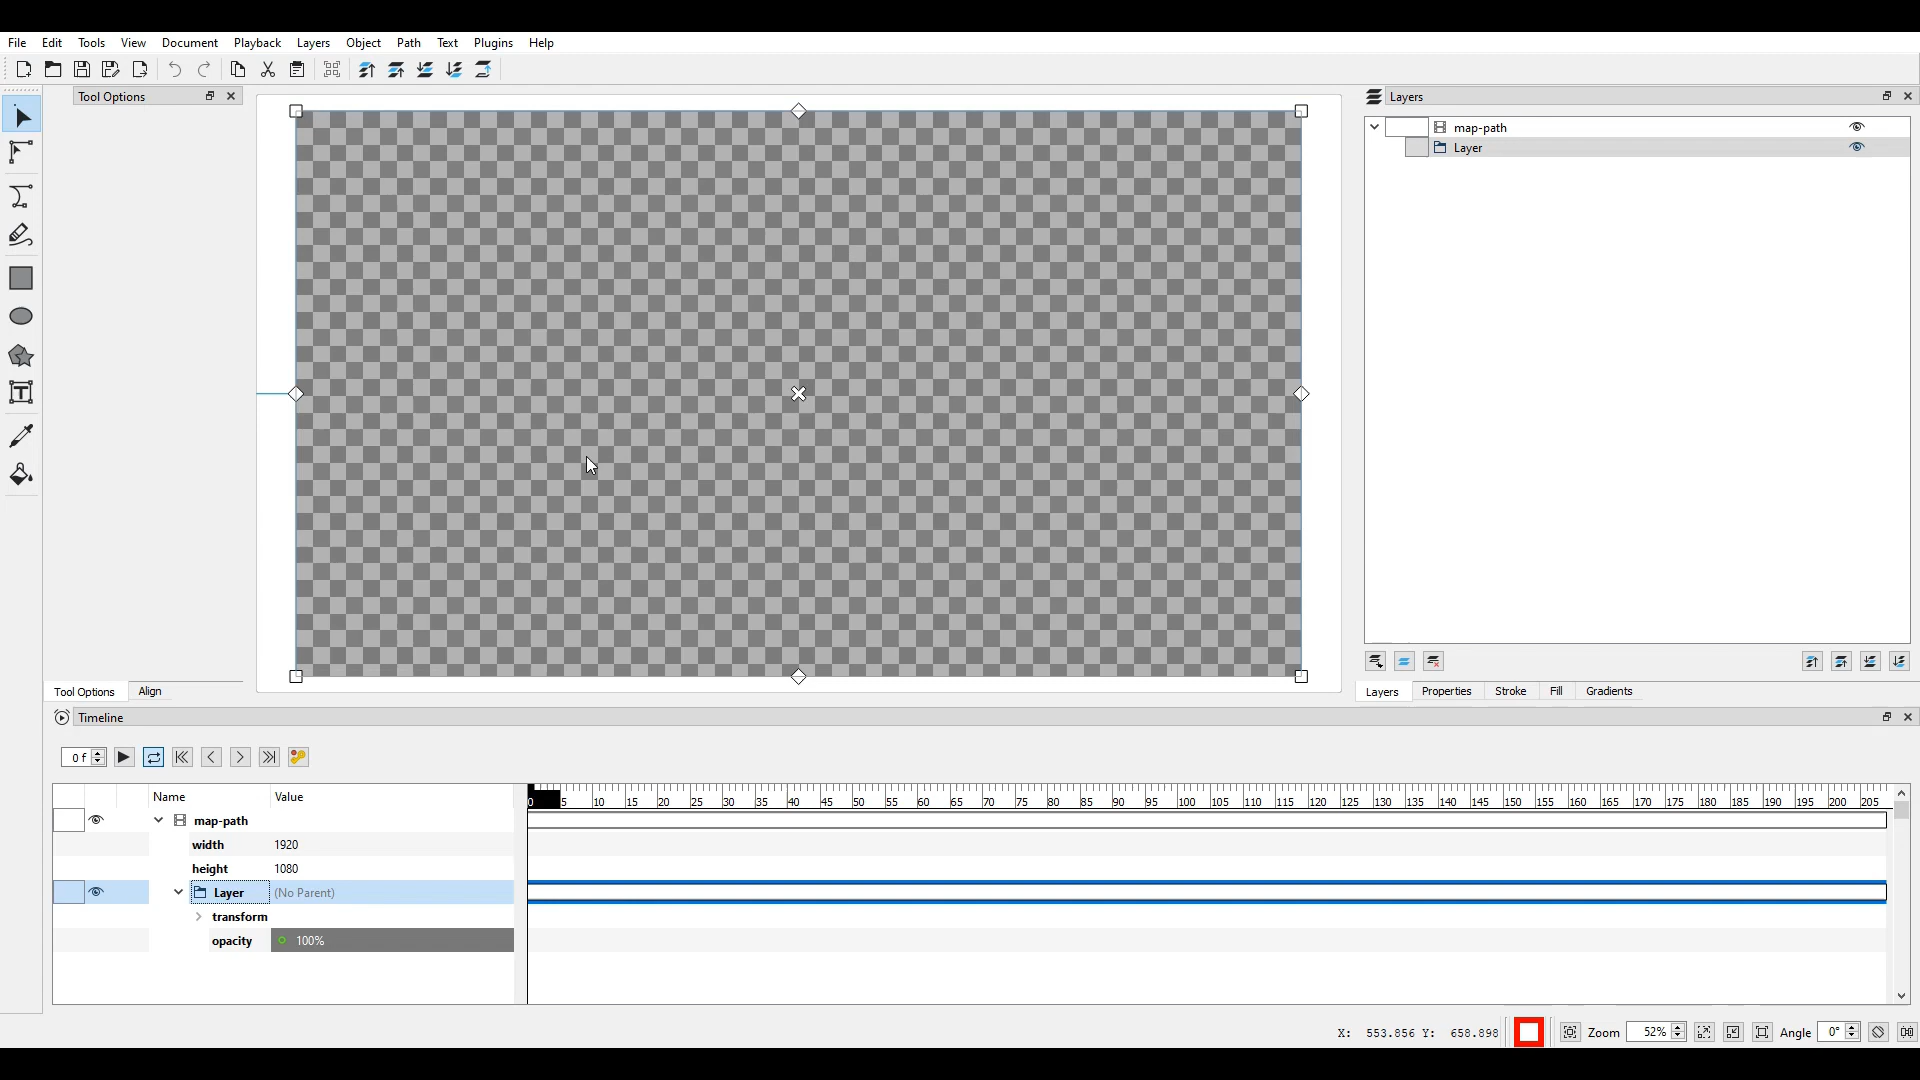 File Edit Tools View Document Playback Layers Object Path Text Plugins Help
Tool Options
Layers
map-path
Layer
Tool Options Align
Layers Properties Stroke Fill Gradients
Timeline
0 f
Name Value
0 5 10 15 20 25 30 35 40 45 50 55 60 65 70 75 80 85 90 95 100 105 110 115 120 125 130 135 140 145 150 155 160 165 170 175 180 185 190 195 200 205
map-path
width 1920
height 1080
Layer (No Parent)
transform
opacity 100%
X: 553.856 Y: 658.898 Zoom 52% Angle 0°